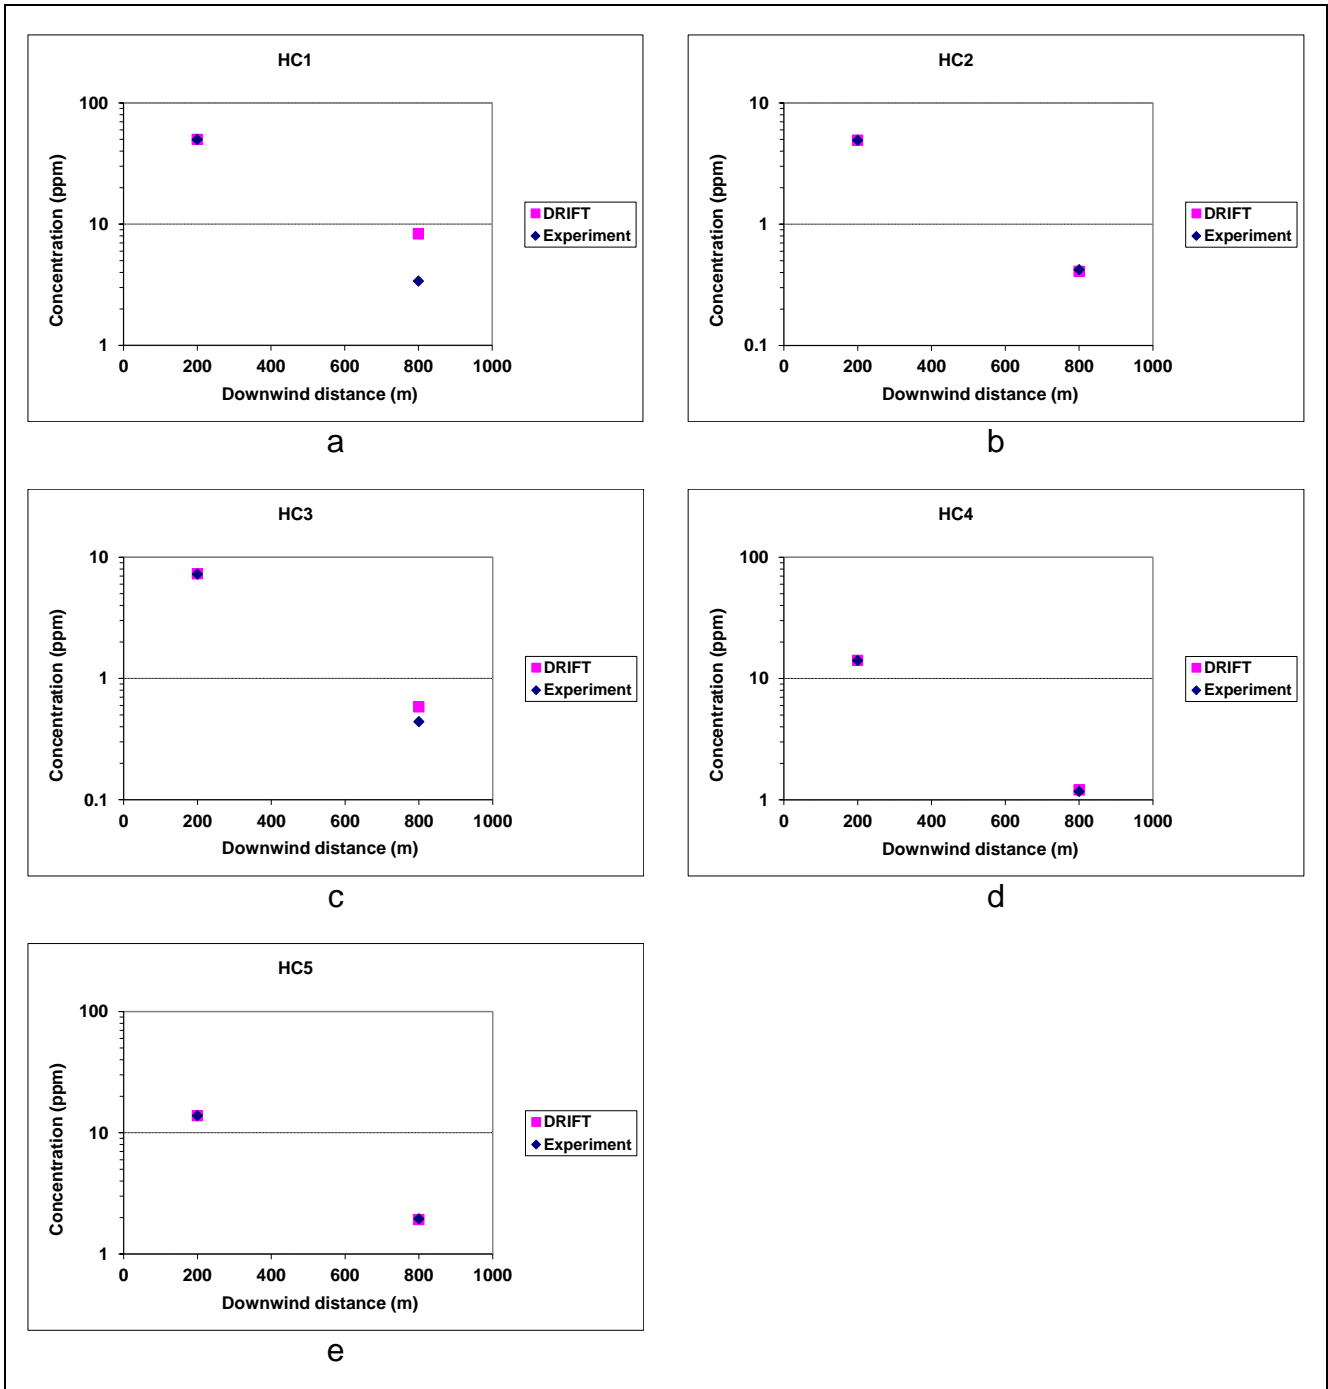 HC1
100
10
1
0 200 400 600 800 1000
Concentration (ppm)
Downwind distance (m)
DRIFT
Experiment
a
HC2
10
1
0.1
0 200 400 600 800 1000
Concentration (ppm)
Downwind distance (m)
DRIFT
Experiment
b
HC3
10
1
0.1
0 200 400 600 800 1000
Concentration (ppm)
Downwind distance (m)
DRIFT
Experiment
c
HC4
100
10
1
0 200 400 600 800 1000
Concentration (ppm)
Downwind distance (m)
DRIFT
Experiment
d
HC5
100
10
1
0 200 400 600 800 1000
Concentration (ppm)
Downwind distance (m)
DRIFT
Experiment
e